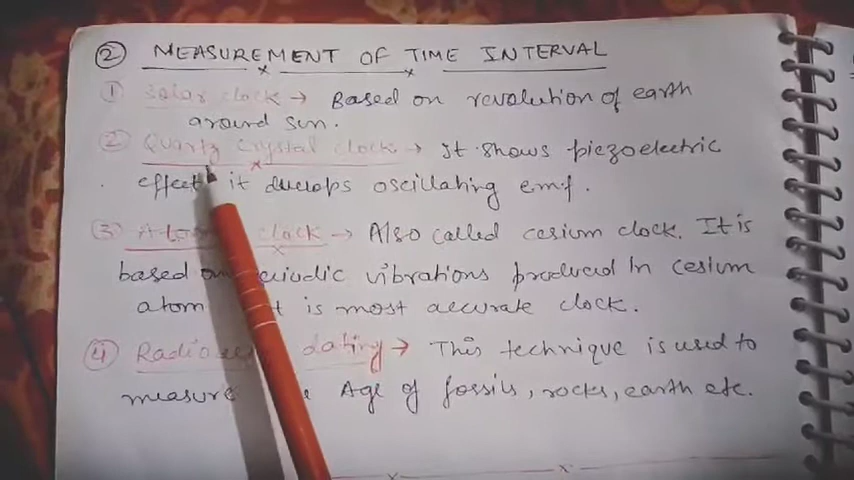 ② MEASUREMENT OF TIME INTERVAL
① Solar clock → Based on revolution of earth
around sun.
② Quartz crystal clock → it shows piezoelectric
effect it develops oscillating emf.
③ clock → Also called cesium clock. It is
based vibrations produced in cesium
atom is most accurate clock.
④ dating → This technique is used to
measure Age of fossils, rocks, earth etc.